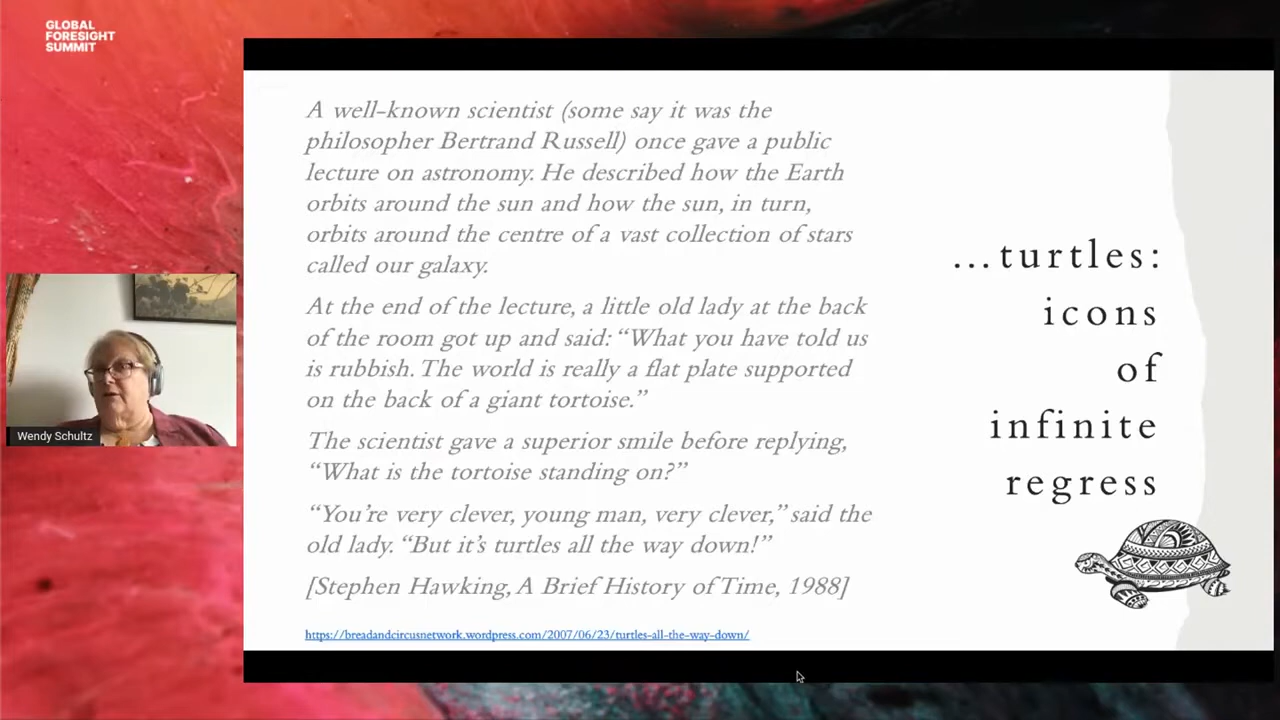 GLOBAL
FORESIGHT
SUMMIT
A well-known scientist (some say it was the
philosopher Bertrand Russell) once gave a public
lecture on astronomy. He described how the Earth
orbits around the sun and how the sun, in turn,
orbits around the centre of a vast collection of stars
called our galaxy.
At the end of the lecture, a little old lady at the back
of the room got up and said: “What you have told us
is rubbish. The world is really a flat plate supported
on the back of a giant tortoise.”
The scientist gave a superior smile before replying,
“What is the tortoise standing on?”
“You’re very clever, young man, very clever,” said the
old lady. “But it’s turtles all the way down!”
[Stephen Hawking, A Brief History of Time, 1988]
https://breadandcircusnetwork.wordpress.com/2007/06/23/turtles-all-the-way-down/
...turtles:
icons
of
infinite
regress
Wendy Schultz